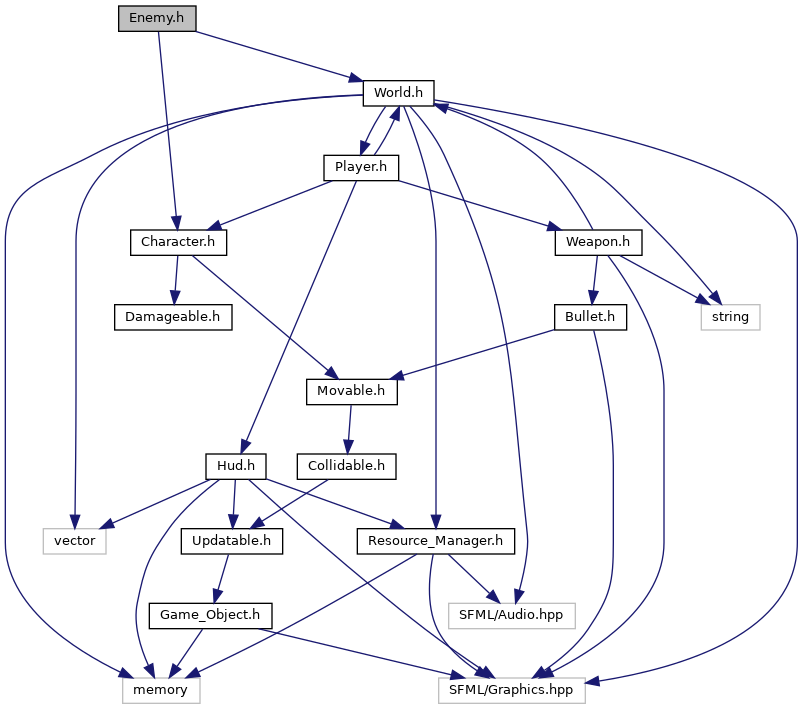 Enemy.h
World.h
Player.h
Character.h
Weapon.h
Damageable.h
Bullet.h
string
Movable.h
Hud.h
Collidable.h
vector
Updatable.h
Resource_Manager.h
Game_Object.h
SFML/Audio.hpp
memory
SFML/Graphics.hpp